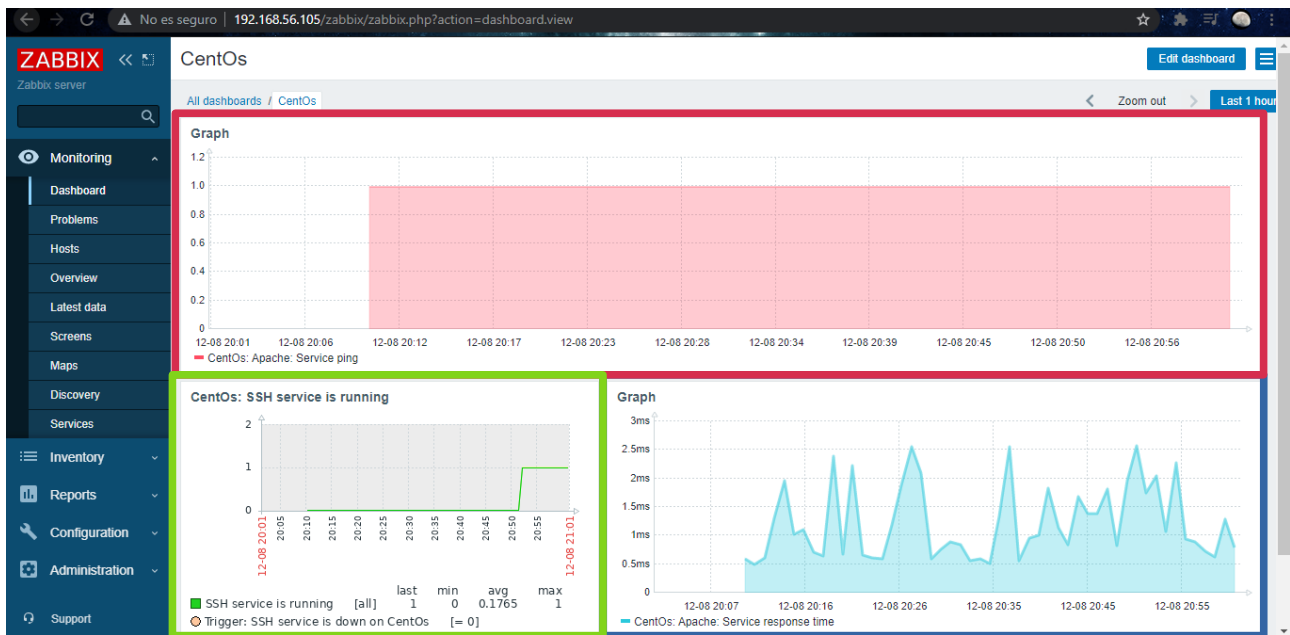 No es seguro | 192.168.56.105/zabbix/zabbix.php?action=dashboard.view
ZABBIX
Zabbix server
Monitoring
Dashboard
Problems
Hosts
Overview
Latest data
Screens
Maps
Discovery
Services
Inventory
Reports
Configuration
Administration
Support
CentOs
Edit dashboard
All dashboards / CentOs
Zoom out
Last 1 hour
Graph
1.2
1.0
0.8
0.6
0.4
0.2
0
12-08 20:01 12-08 20:06 12-08 20:12 12-08 20:17 12-08 20:23 12-08 20:28 12-08 20:34 12-08 20:39 12-08 20:45 12-08 20:50 12-08 20:56
CentOs: Apache: Service ping
CentOs: SSH service is running
2
1
0
12-08 20:01 20:05 20:10 20:15 20:20 20:25 20:30 20:35 20:40 20:45 20:50 20:55 12-08 21:01
last min avg max
SSH service is running [all] 1 0 0.1765 1
Trigger: SSH service is down on CentOs [= 0]
Graph
3ms
2.5ms
2ms
1.5ms
1ms
0.5ms
0
12-08 20:07 12-08 20:16 12-08 20:26 12-08 20:35 12-08 20:45 12-08 20:55
CentOs: Apache: Service response time